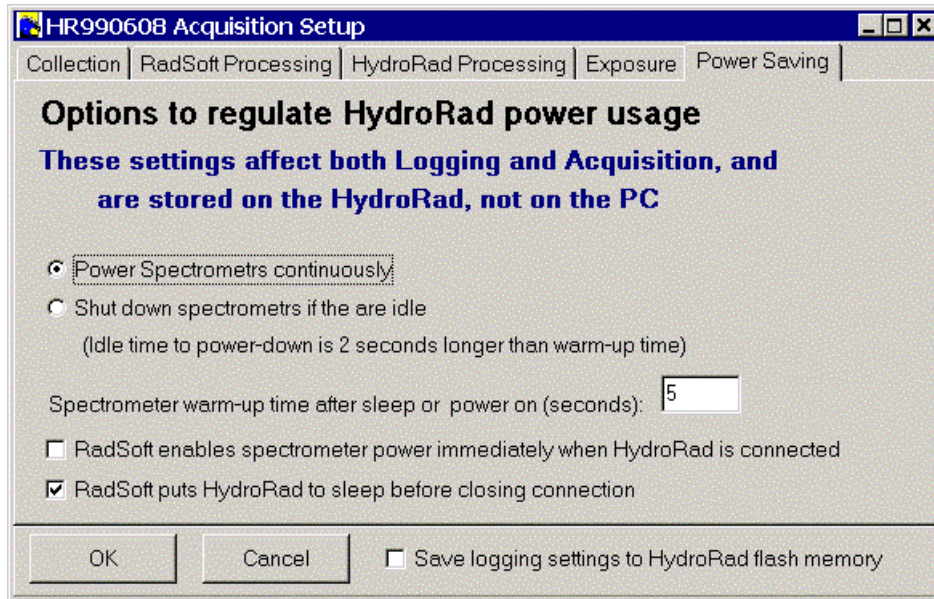 HR990608 Acquisition Setup
Collection RadSoft Processing HydroRad Processing Exposure Power Saving
Options to regulate HydroRad power usage
These settings affect both Logging and Acquisition, and
are stored on the HydroRad, not on the PC
Power Spectrometrs continuously
Shut down spectrometrs if the are idle
(Idle time to power-down is 2 seconds longer than warm-up time)
Spectrometer warm-up time after sleep or power on (seconds): 5
RadSoft enables spectrometer power immediately when HydroRad is connected
RadSoft puts HydroRad to sleep before closing connection
OK Cancel Save logging settings to HydroRad flash memory